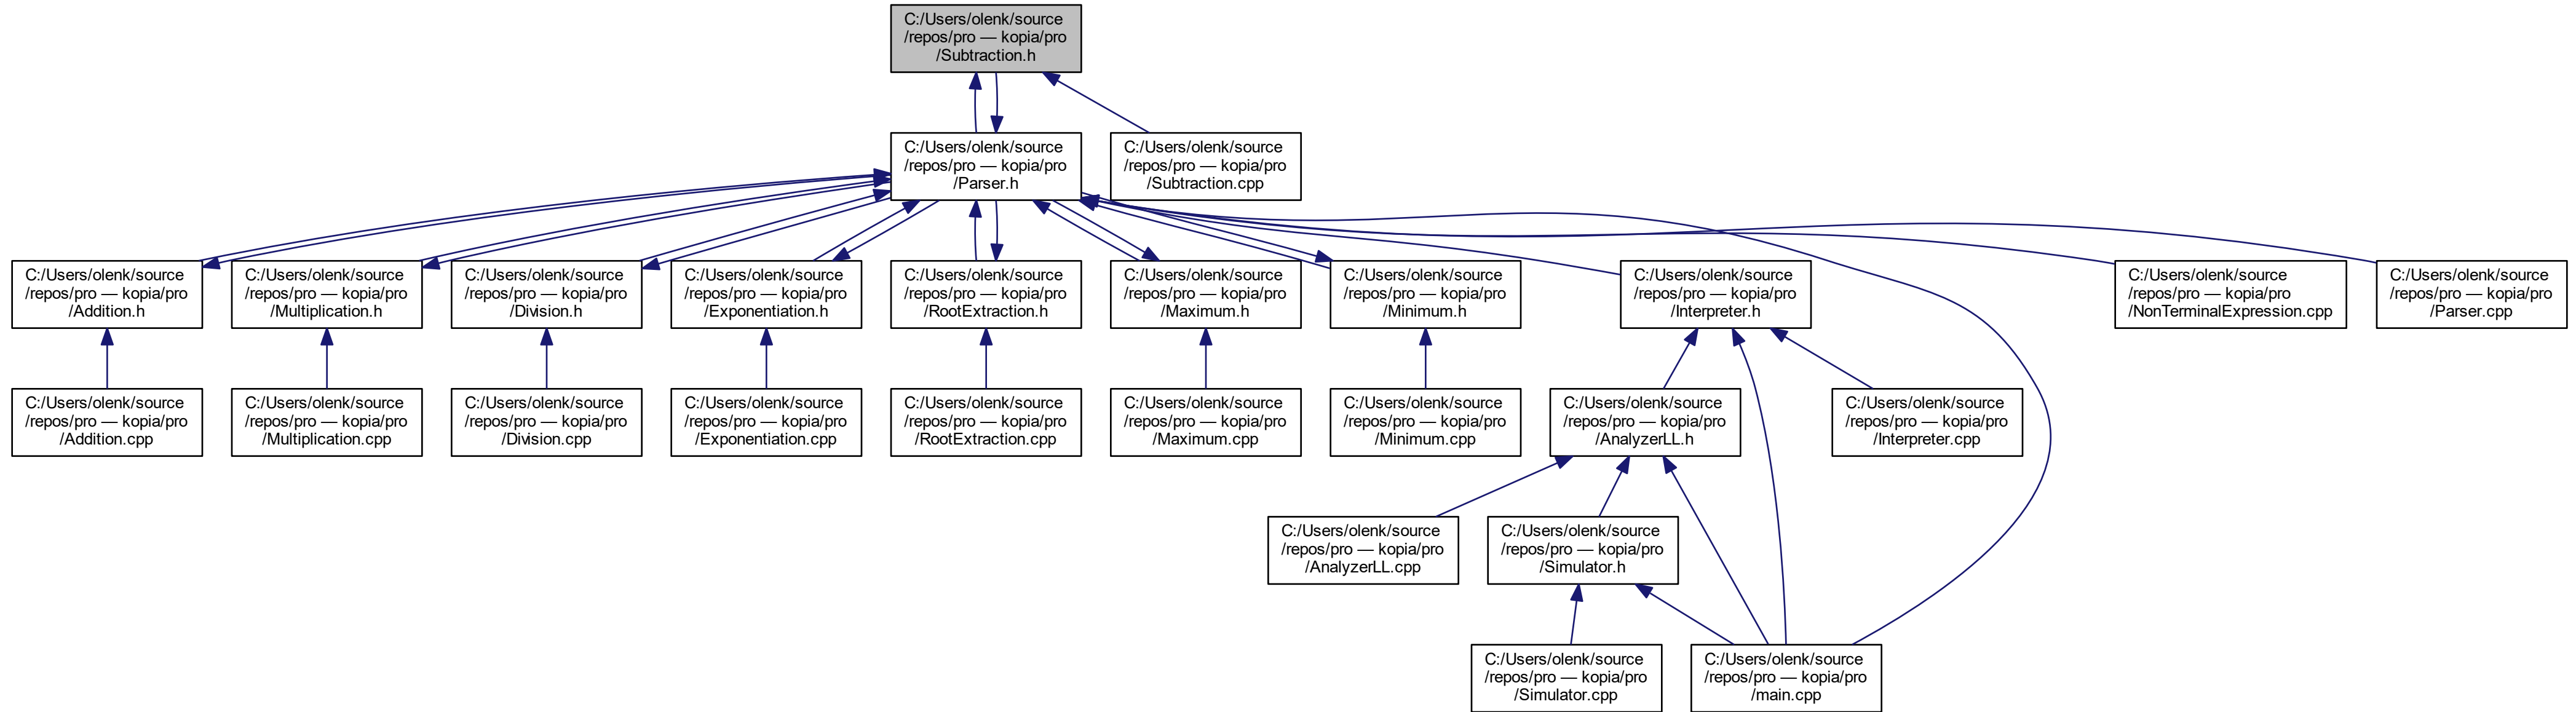 C:/Users/olenk/source
/repos/pro — kopia/pro
/Subtraction.h
C:/Users/olenk/source
/repos/pro — kopia/pro
/Parser.h
C:/Users/olenk/source
/repos/pro — kopia/pro
/Subtraction.cpp
C:/Users/olenk/source
/repos/pro — kopia/pro
/Addition.h
C:/Users/olenk/source
/repos/pro — kopia/pro
/Multiplication.h
C:/Users/olenk/source
/repos/pro — kopia/pro
/Division.h
C:/Users/olenk/source
/repos/pro — kopia/pro
/Exponentiation.h
C:/Users/olenk/source
/repos/pro — kopia/pro
/RootExtraction.h
C:/Users/olenk/source
/repos/pro — kopia/pro
/Maximum.h
C:/Users/olenk/source
/repos/pro — kopia/pro
/Minimum.h
C:/Users/olenk/source
/repos/pro — kopia/pro
/Interpreter.h
C:/Users/olenk/source
/repos/pro — kopia/pro
/NonTerminalExpression.cpp
C:/Users/olenk/source
/repos/pro — kopia/pro
/Parser.cpp
C:/Users/olenk/source
/repos/pro — kopia/pro
/Addition.cpp
C:/Users/olenk/source
/repos/pro — kopia/pro
/Multiplication.cpp
C:/Users/olenk/source
/repos/pro — kopia/pro
/Division.cpp
C:/Users/olenk/source
/repos/pro — kopia/pro
/Exponentiation.cpp
C:/Users/olenk/source
/repos/pro — kopia/pro
/RootExtraction.cpp
C:/Users/olenk/source
/repos/pro — kopia/pro
/Maximum.cpp
C:/Users/olenk/source
/repos/pro — kopia/pro
/Minimum.cpp
C:/Users/olenk/source
/repos/pro — kopia/pro
/AnalyzerLL.h
C:/Users/olenk/source
/repos/pro — kopia/pro
/Interpreter.cpp
C:/Users/olenk/source
/repos/pro — kopia/pro
/AnalyzerLL.cpp
C:/Users/olenk/source
/repos/pro — kopia/pro
/Simulator.h
C:/Users/olenk/source
/repos/pro — kopia/pro
/Simulator.cpp
C:/Users/olenk/source
/repos/pro — kopia/pro
/main.cpp